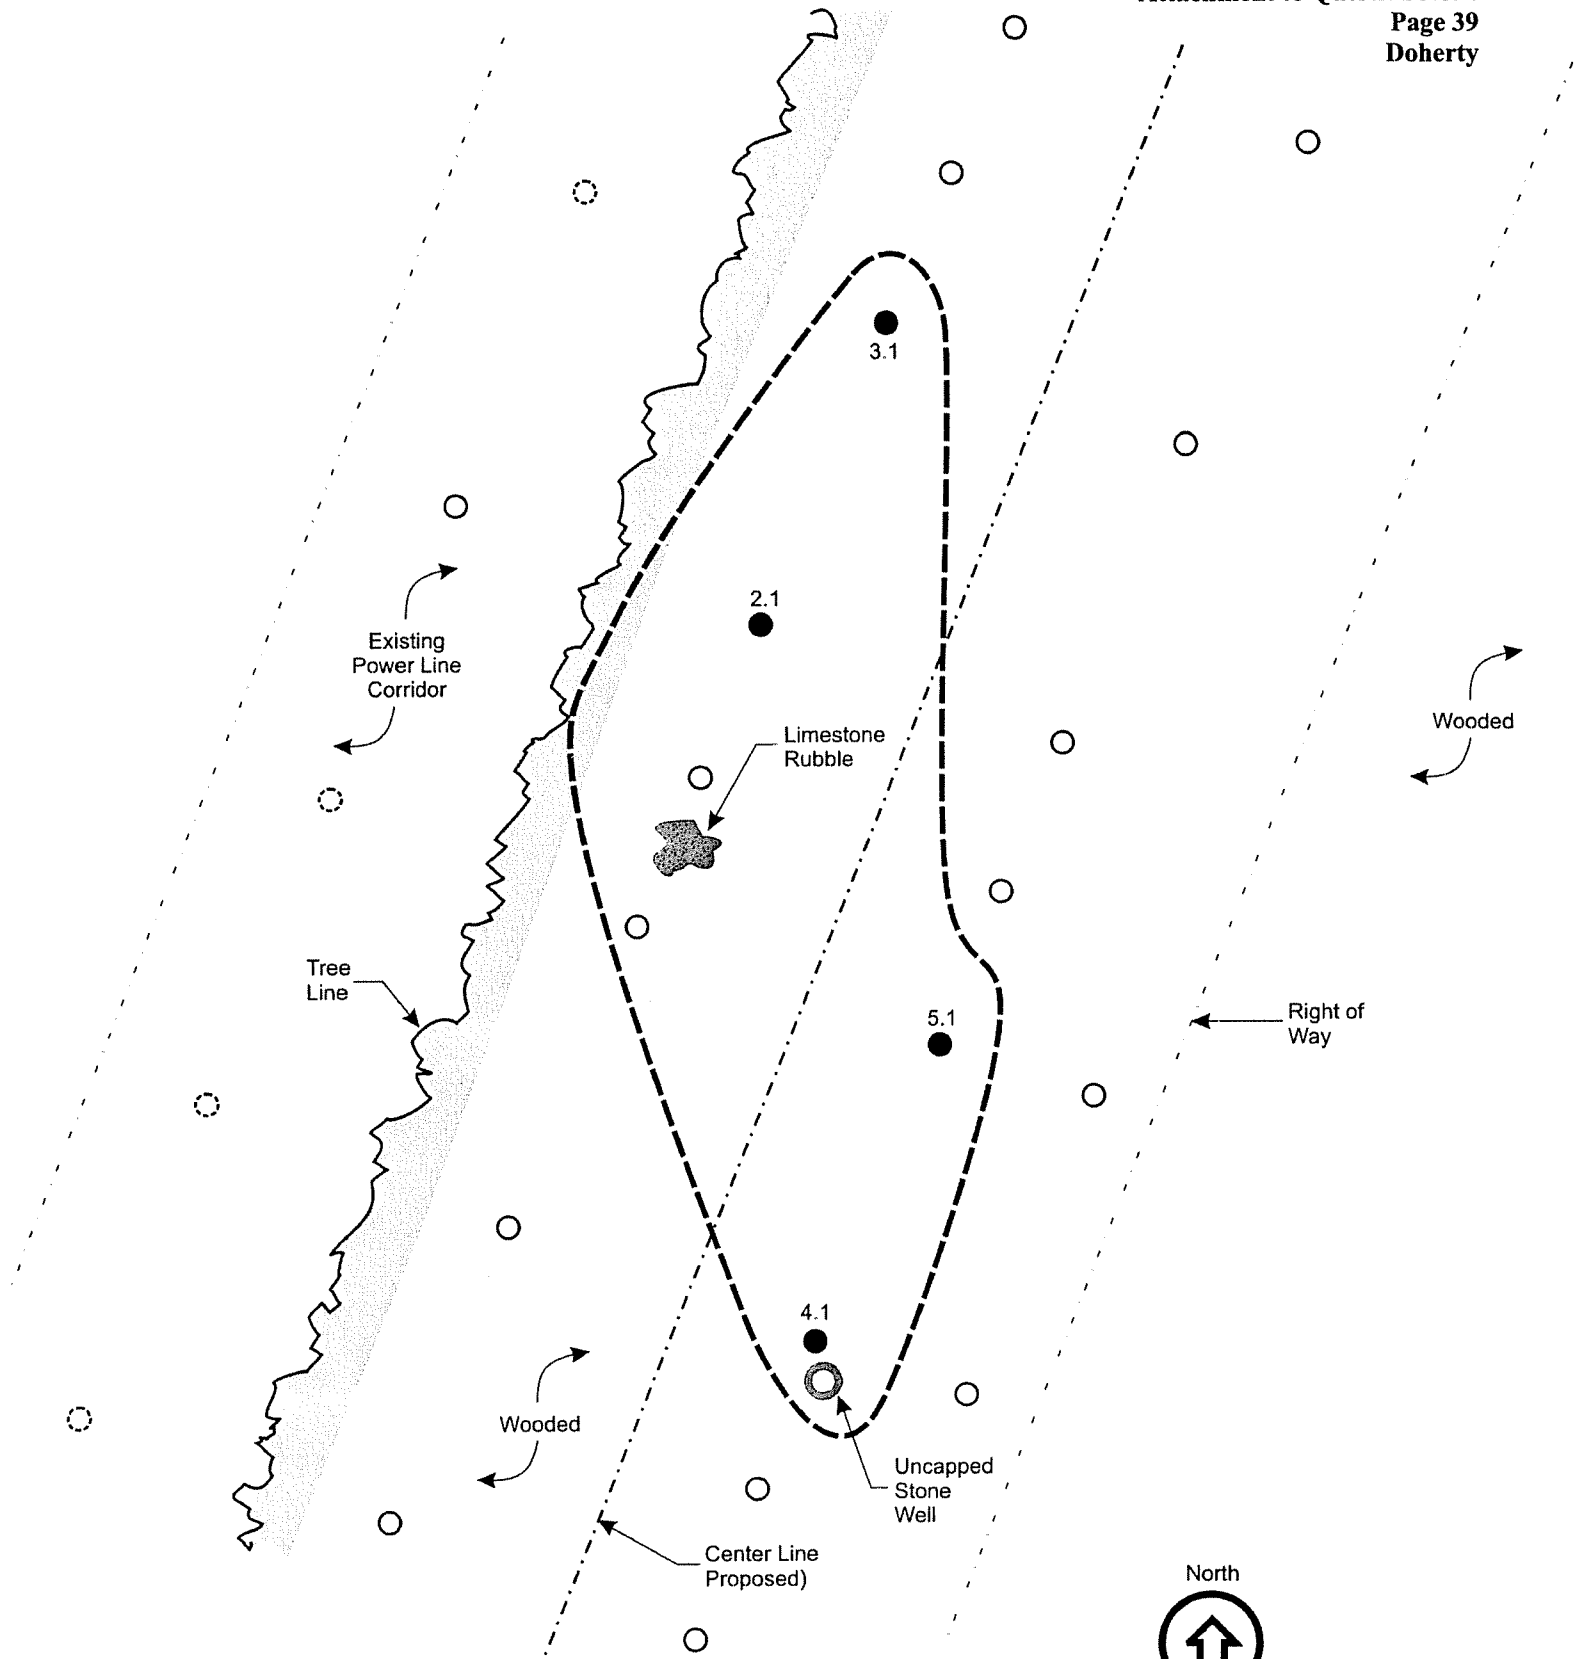 Page 39
Doherty
3.1
2.1
Existing
Power Line
Corridor
Wooded
Limestone
Rubble
Tree
Line
5.1
Right of
Way
4.1
Wooded
Uncapped
Stone
Well
Center Line
Proposed)
North